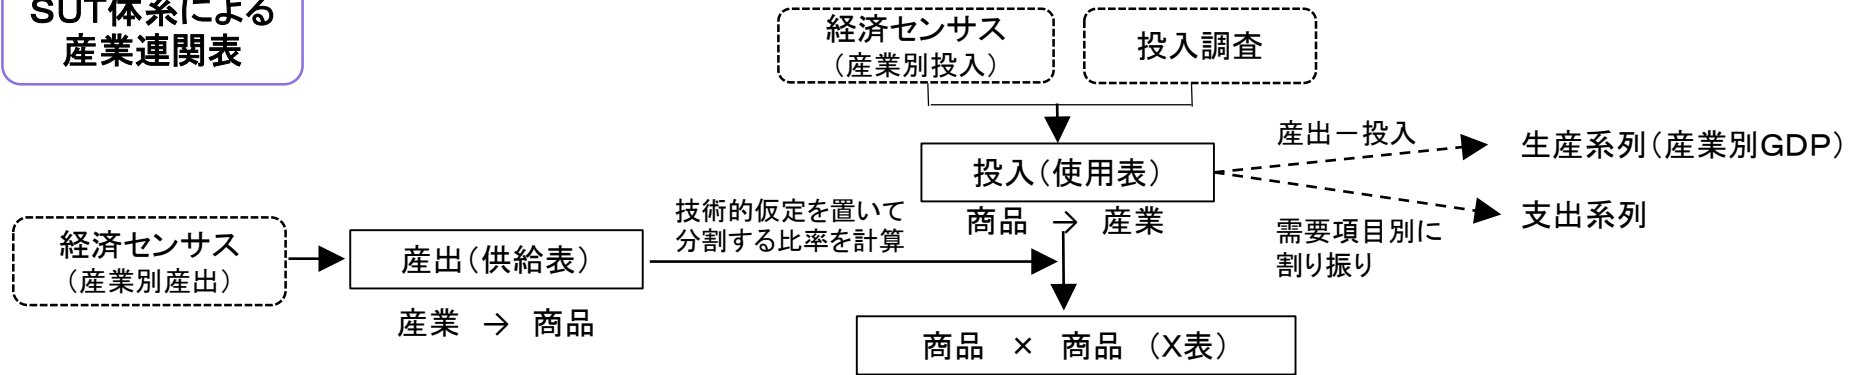 SUT体系による
産業連関表
経済センサス
（産業別投入）
投入調査
産出－投入
生産系列（産業別GDP）
投入（使用表）
商品 → 産業
支出系列
需要項目別に
割り振り
技術的仮定を置いて
分割する比率を計算
経済センサス
（産業別産出）
産出（供給表）
産業 → 商品
商品 × 商品 （X表）